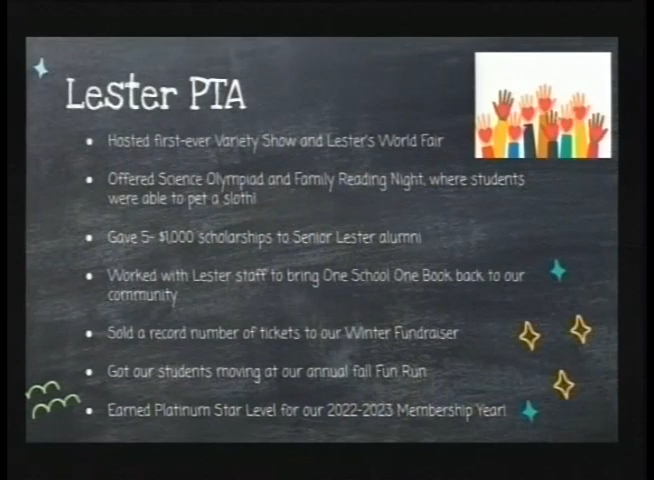 Lester PTA
Hosted first-ever Variety Show and Lester's World Fair
Offered Science Olympiad and Family Reading Night, where students
were able to pet a sloth!
Gave 5- $1,000 scholarships to Senior Lester alumni
Worked with Lester staff to bring One School One Book back to our
community.
Sold a record number of tickets to our Winter Fundraiser
Got our students moving at our annual fall Fun Run
Earned Platinum Star Level for our 2022-2023 Membership Year!